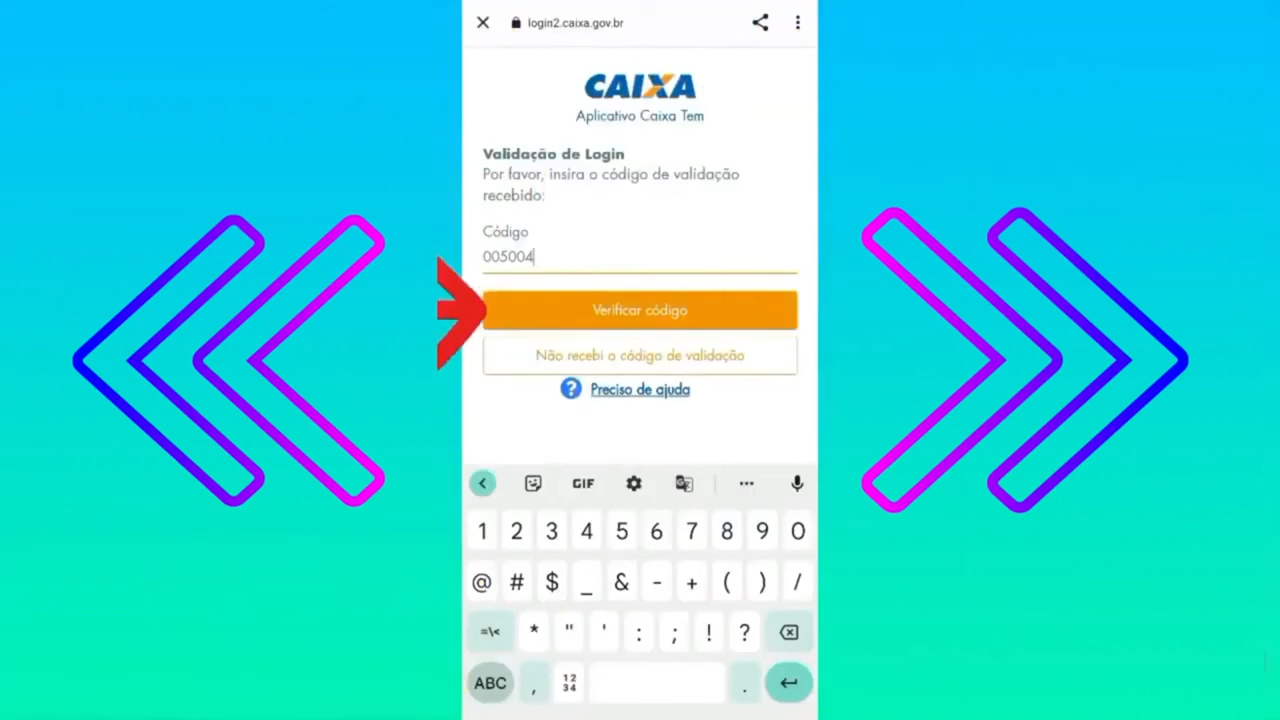 login2.caixa.gov.br
CAIXA
Aplicativo Caixa Tem
Validação de Login
Por favor, insira o código de validação
recebido:
Código
005004
Verificar código
Não recebi o código de validação
? Preciso de ajuda
GIF
1 2 3 4 5 6 7 8 9 0
@ # $ _ & - + ( ) /
=\< * " ' : ; ! ?
ABC , 12 34 .